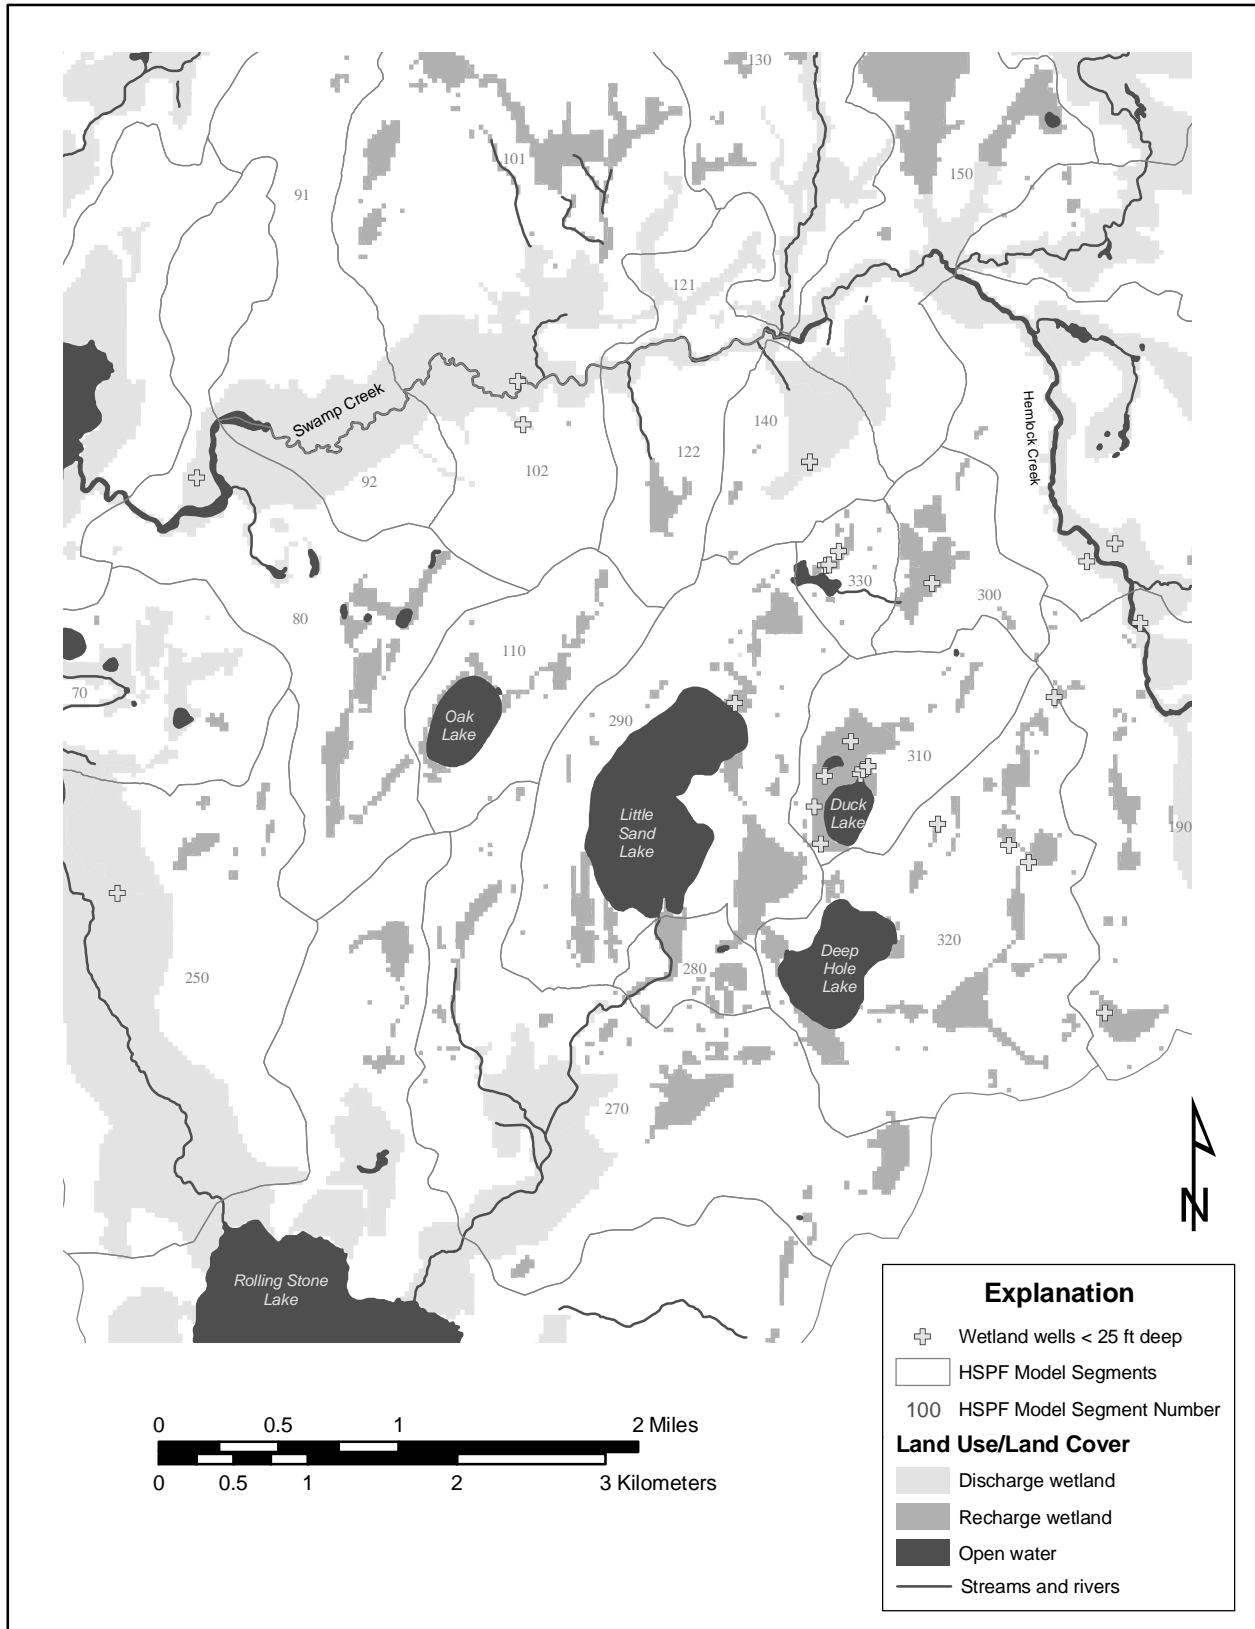 130
101
150
91
121
Swamp Creek
Hemlock Creek
140
122
102
92
330
300
80
110
70
290
Oak
Lake
310
Little
Sand
Lake
Duck
Lake
190
320
Deep
Hole
Lake
280
250
270
N
Rolling Stone
Lake
Explanation
Wetland wells < 25 ft deep
HSPF Model Segments
100 HSPF Model Segment Number
Land Use/Land Cover
Discharge wetland
Recharge wetland
Open water
Streams and rivers
0 0.5 1 2 Miles
0 0.5 1 2 3 Kilometers